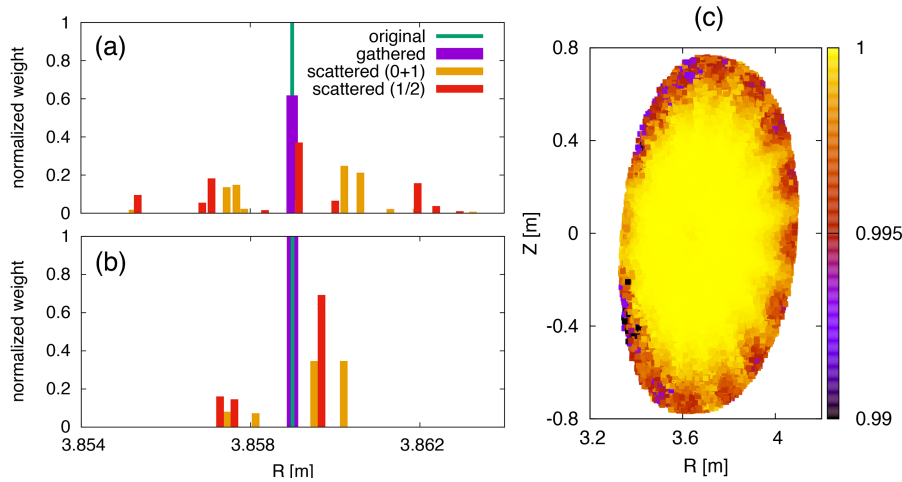 (a)
normalized weight
1
0.8
0.6
0.4
0.2
0
original
gathered
scattered (0+1)
scattered (1/2)
(b)
normalized weight
1
0.8
0.6
0.4
0.2
0
3.854
3.858
3.862
R [m]
(c)
Z [m]
0.8
0.4
0
-0.4
-0.8
3.2
3.6
4
R [m]
1
0.995
0.99